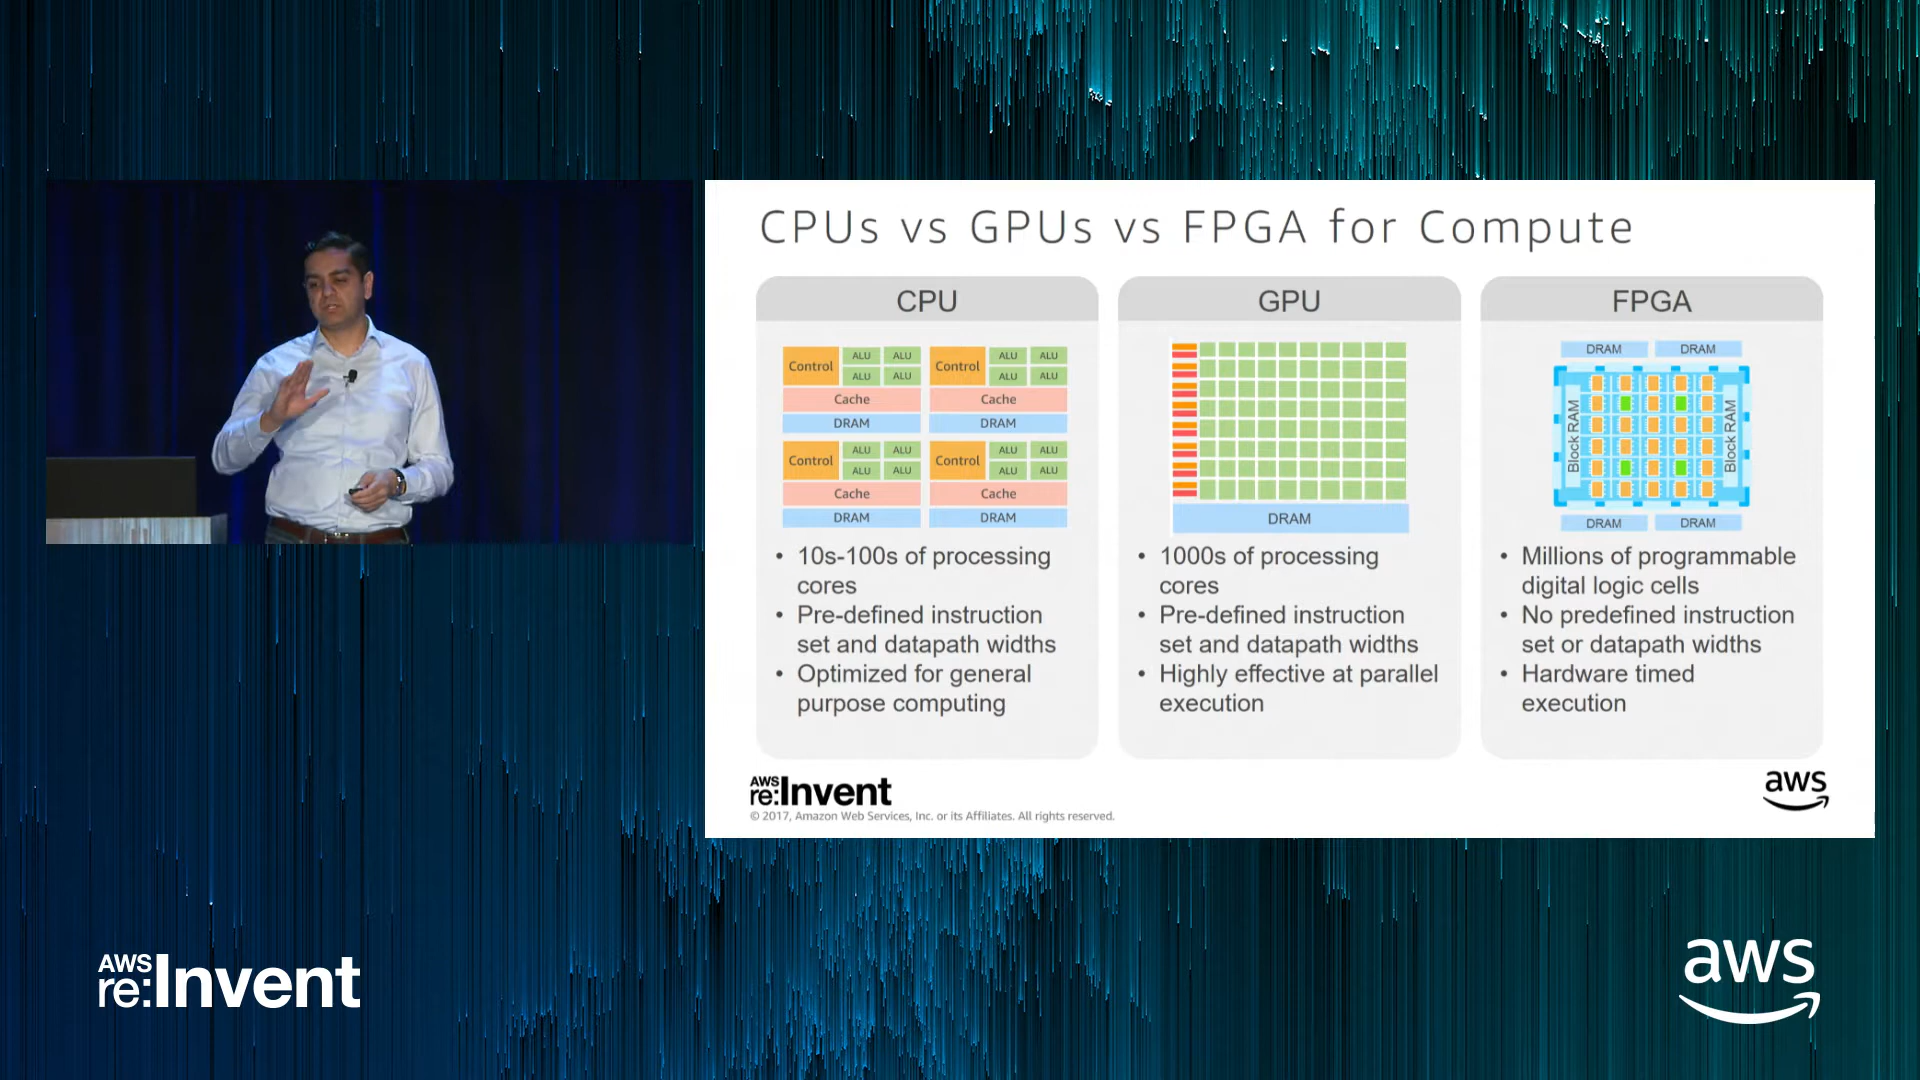 CPUs vs GPUs vs FPGA for Compute
CPU
Control
ALU ALU
ALU ALU
Cache
DRAM
Control
ALU ALU
ALU ALU
Cache
DRAM
Control
ALU ALU
ALU ALU
Cache
DRAM
Control
ALU ALU
ALU ALU
Cache
DRAM
• 10s-100s of processing
cores
• Pre-defined instruction
set and datapath widths
• Optimized for general
purpose computing
GPU
DRAM
• 1000s of processing
cores
• Pre-defined instruction
set and datapath widths
• Highly effective at parallel
execution
FPGA
DRAM DRAM
Block RAM
Block RAM
DRAM DRAM
• Millions of programmable
digital logic cells
• No predefined instruction
set or datapath widths
• Hardware timed
execution
AWS
re:Invent
© 2017, Amazon Web Services, Inc. or its Affiliates. All rights reserved.
aws
AWS
re:Invent
aws